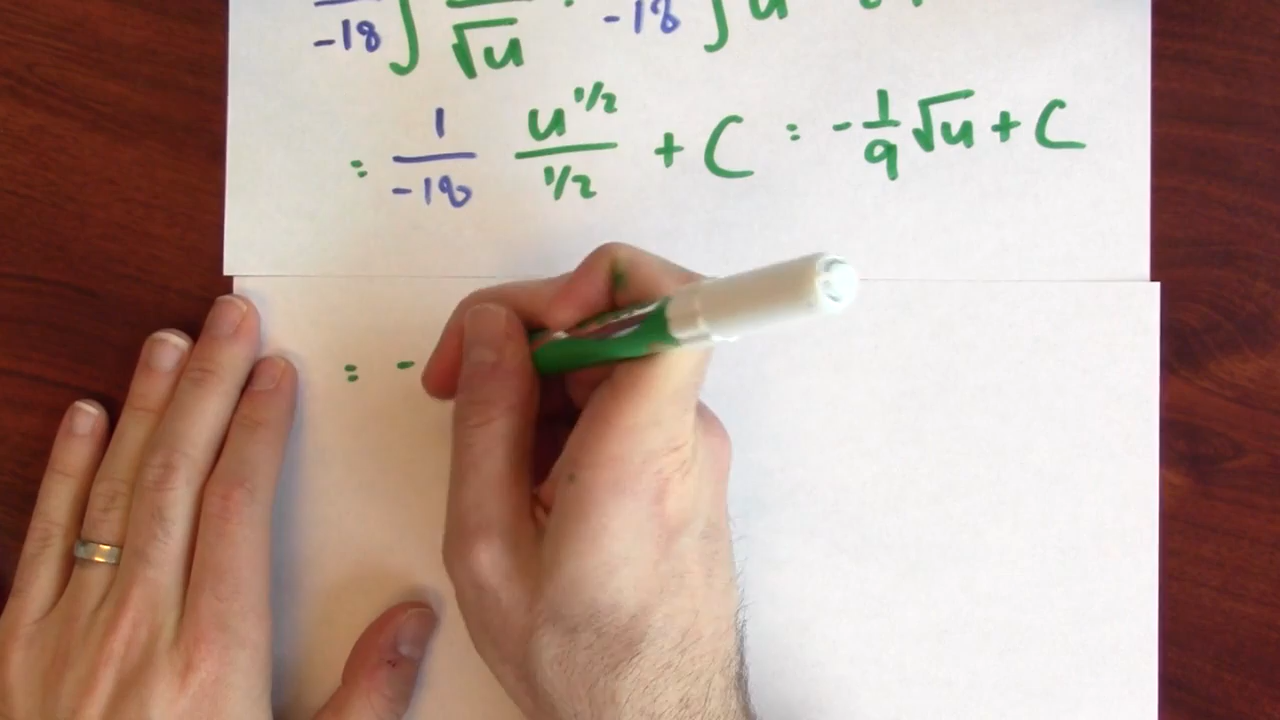 -18 ∫ √u · -18 ∫ u
= 1/-18 u^1/2 / 1/2 + C = -1/9 √u + C
= -